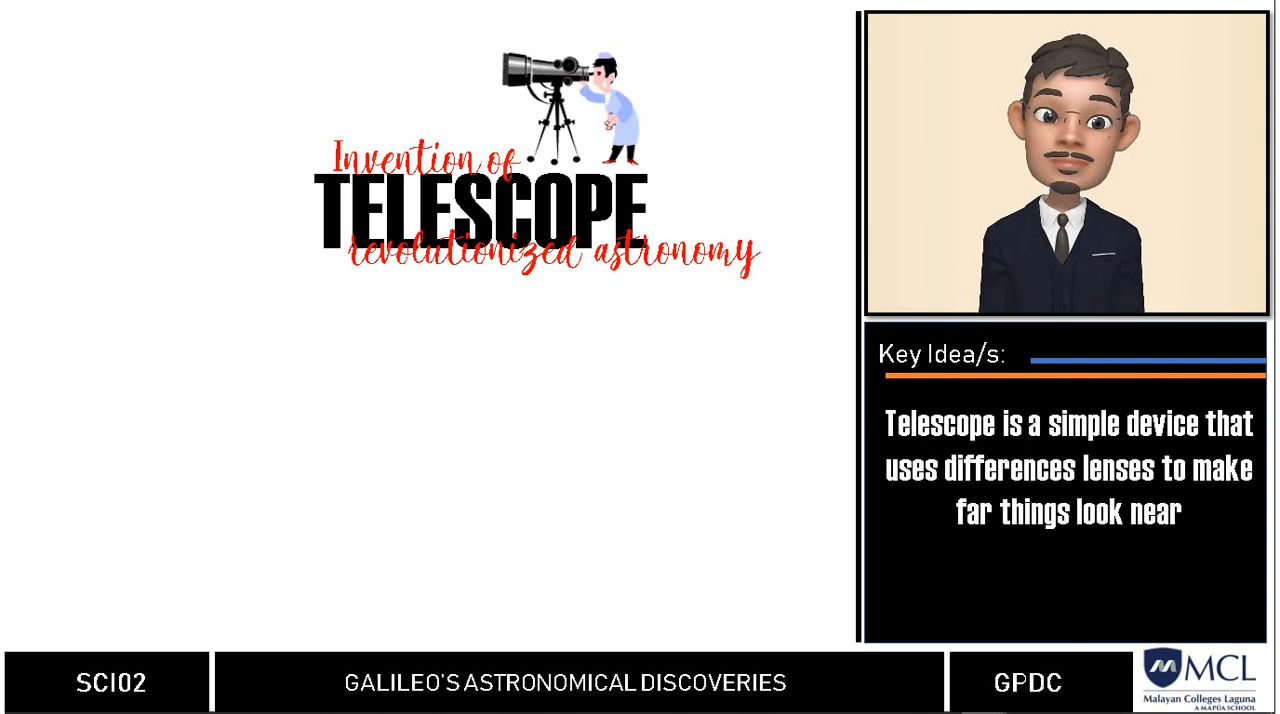 Invention of
TELESCOPE
revolutionized astronomy
Key Idea/s:
Telescope is a simple device that
uses differences lenses to make
far things look near
SCI02
GALILEO'S ASTRONOMICAL DISCOVERIES
GPDC
MCL
Malayan Colleges Laguna
A MAPÚA SCHOOL